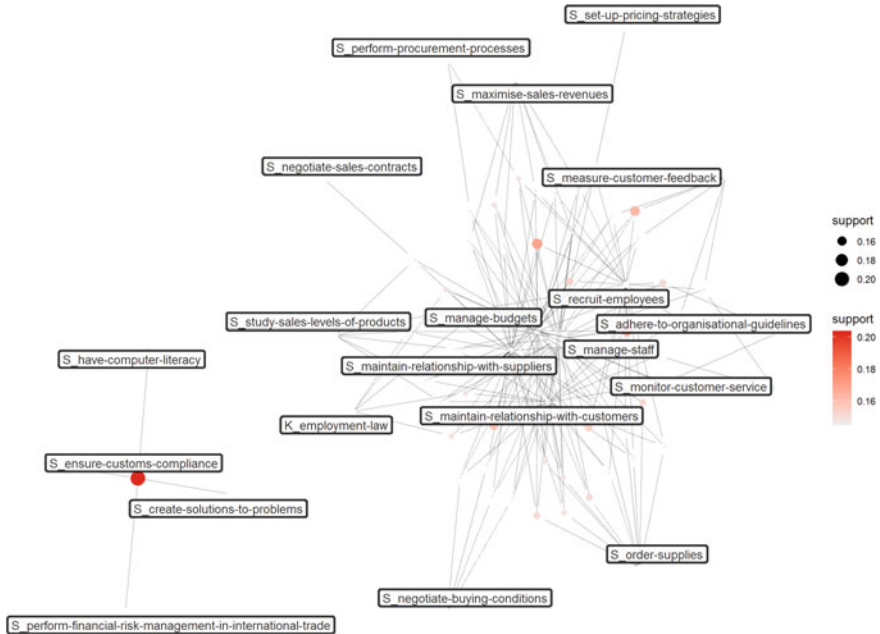 S_set-up-pricing-strategies
S_perform-procurement-processes
S_maximise-sales-revenues
S_negotiate-sales-contracts
S_measure-customer-feedback
support
0.16
0.18
0.20
S_recruit-employees
S_manage-budgets
S_study-sales-levels-of-products
S_adhere-to-organisational-guidelines
support
0.20
0.18
0.16
S_manage-staff
S_have-computer-literacy
S_maintain-relationship-with-suppliers
S_monitor-customer-service
S_maintain-relationship-with-customers
K_employment-law
S_ensure-customs-compliance
S_create-solutions-to-problems
S_order-supplies
S_negotiate-buying-conditions
S_perform-financial-risk-management-in-international-trade